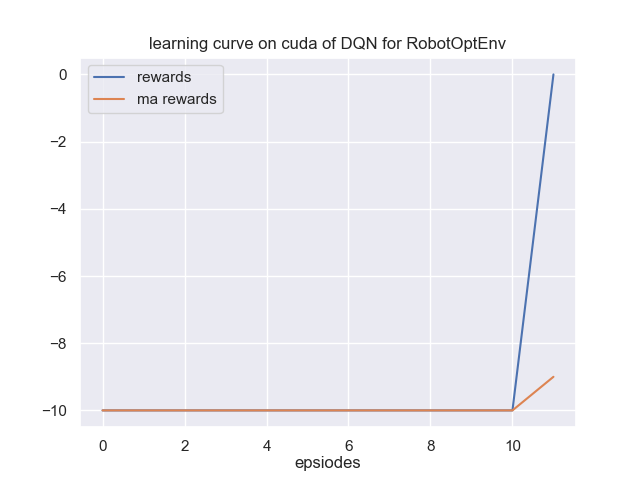 learning curve on cuda of DQN for RobotOptEnv
rewards
ma rewards
0
−2
−4
−6
−8
−10
0 2 4 6 8 10
epsiodes